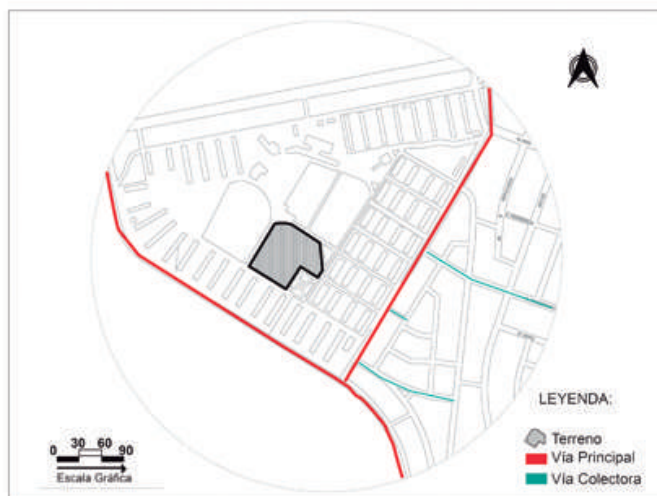 LEYENDA:
Terreno
Vía Principal
Vía Colectora
0 30 60 90
Escala Gráfica